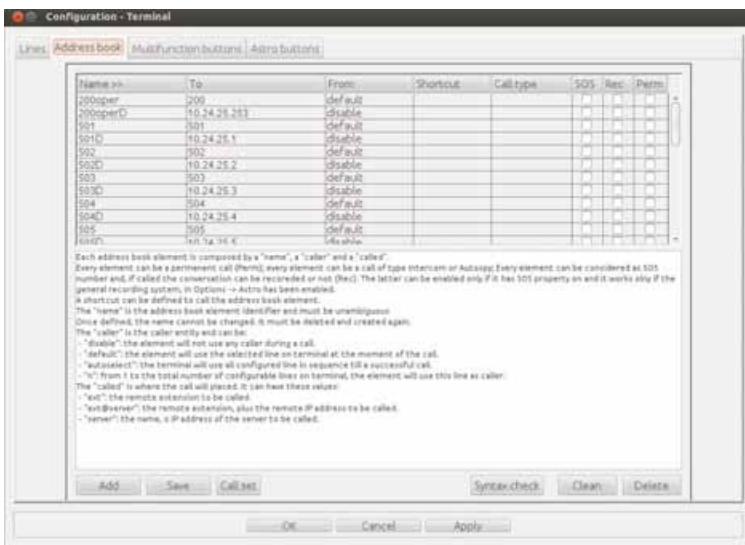 Configuration - Terminal
Lines Address book Multifunction buttons Astro buttons
Name >> To From Shortcut Call type SOS Rec Perm
200oper 200 default
200operD 10.24.25.253 disable
501 501 default
501D 10.24.25.1 disable
502 502 default
502D 10.24.25.2 disable
503 503 default
503D 10.24.25.3 disable
504 504 default
504D 10.24.25.4 disable
505 505 default
505D 10.24.25.5 disable
Each address book element is composed by a "name", a "caller" and a "called".
Every element can be a permenent call (Perm); every element can be a call of type Intercom or Autospy; Every element can be considered as SOS
number and, if called the conversation can be recoreded or not (Rec). The latter can be enabled only if it has SOS property on and it works only if the
general recording system, in Options -> Astro has been enabled.
A shortcut can be defined to call the address book element.
The "name" is the address book element identifier and must be unambiguos
Once defined, the name cannot be changed. It must be deleted and created again.
The "caller" is the caller entity and can be:
- "disable": the element will not use any caller during a call.
- "default": the element will use the selected line on terminal at the moment of the call.
- "autoselect": the terminal will use all configured line in sequence till a successful call.
- "n": from 1 to the total number of configurable lines on terminal, the element will use this line as caller.
The "called" is where the call will placed. It can have these values:
- "ext": the remote extension to be called.
- "ext@server": the remote extension, plus the remote IP address to be called.
- "server": the name, o IP address of the server to be called.
Add Save Call set Syntax check Clean Delete
OK Cancel Apply